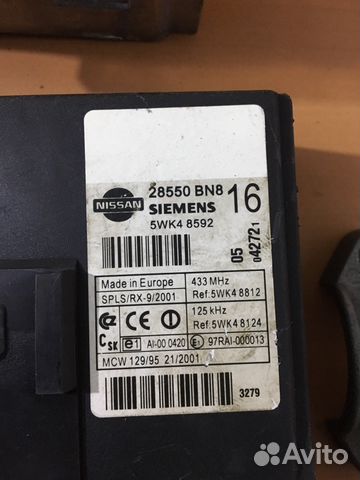 NISSAN
28550 BN8
16
SIEMENS
5WK4 8592
05
042721
Made in Europe
433 MHz
SPLS/RX-9/2001
Ref:5WK4 8812
125 kHz
Ref:5WK4 8124
CE
CSK
e1
AI-00 0420
E1
97RAI-000013
MCW 129/95 21/2001
3279
Avito